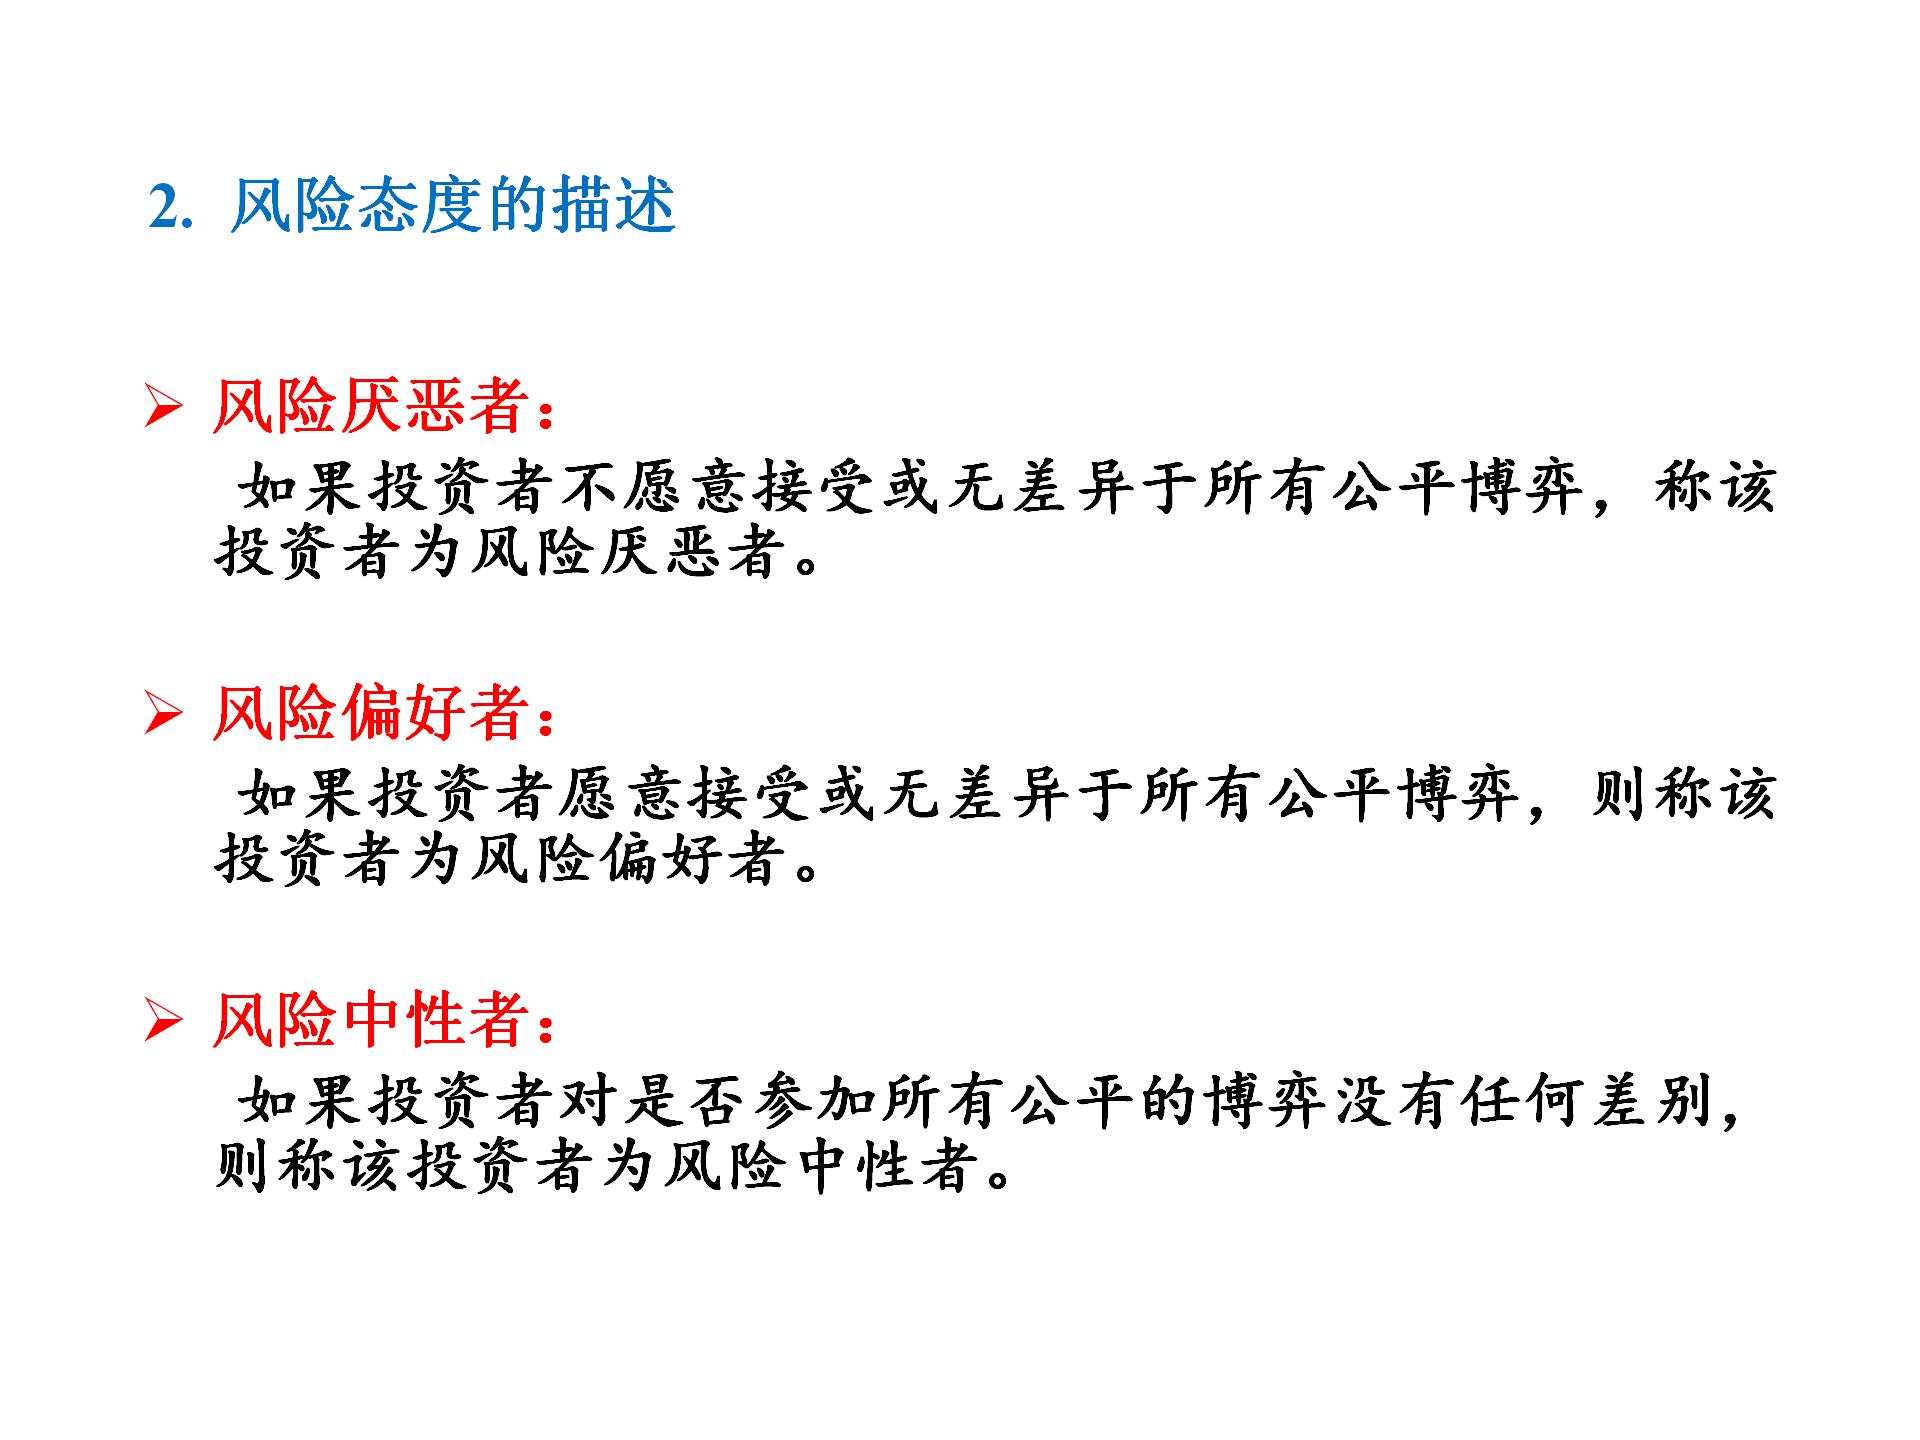 2. 风险态度的描述
➢ 风险厌恶者：
如果投资者不愿意接受或无差异于所有公平博弈，称该
投资者为风险厌恶者。
➢ 风险偏好者：
如果投资者愿意接受或无差异于所有公平博弈，则称该
投资者为风险偏好者。
➢ 风险中性者：
如果投资者对是否参加所有公平的博弈没有任何差别，
则称该投资者为风险中性者。